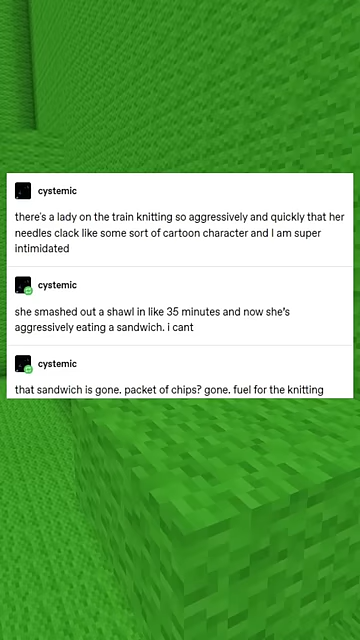 cystemic
there's a lady on the train knitting so aggressively and quickly that her
needles clack like some sort of cartoon character and I am super
intimidated
cystemic
she smashed out a shawl in like 35 minutes and now she's
aggressively eating a sandwich. i cant
cystemic
that sandwich is gone. packet of chips? gone. fuel for the knitting